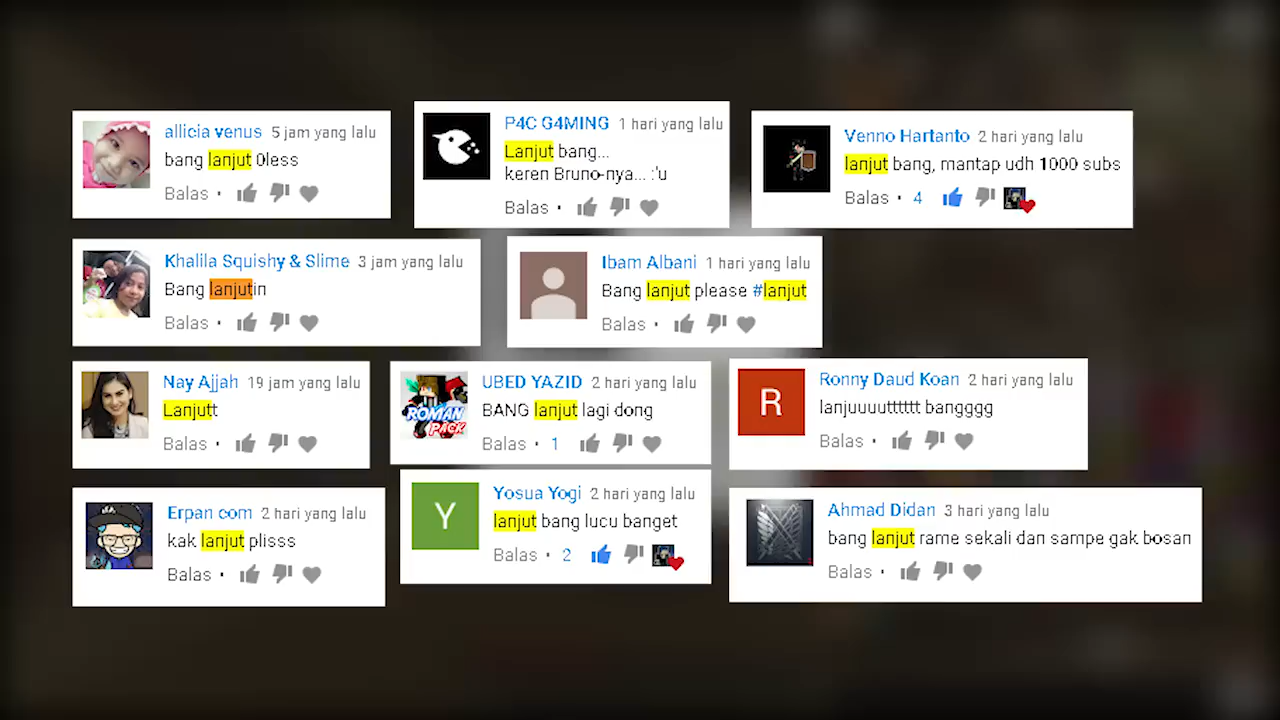 allicia venus 5 jam yang lalu
bang lanjut 0less
Balas
P4C G4MING 1 hari yang lalu
Lanjut bang...
keren Bruno-nya... :'u
Balas
Venno Hartanto 2 hari yang lalu
lanjut bang, mantap udh 1000 subs
Balas · 4
Khalila Squishy & Slime 3 jam yang lalu
Bang lanjutin
Balas
Ibam Albani 1 hari yang lalu
Bang lanjut please #lanjut
Balas
Nay Ajjah 19 jam yang lalu
Lanjutt
Balas
ROMAN
PACK
UBED YAZID 2 hari yang lalu
BANG lanjut lagi dong
Balas · 1
R
Ronny Daud Koan 2 hari yang lalu
lanjuuuutttttt bangggg
Balas
Erpan com 2 hari yang lalu
kak lanjut plisss
Balas
Y
Yosua Yogi 2 hari yang lalu
lanjut bang lucu banget
Balas · 2
Ahmad Didan 3 hari yang lalu
bang lanjut rame sekali dan sampe gak bosan
Balas